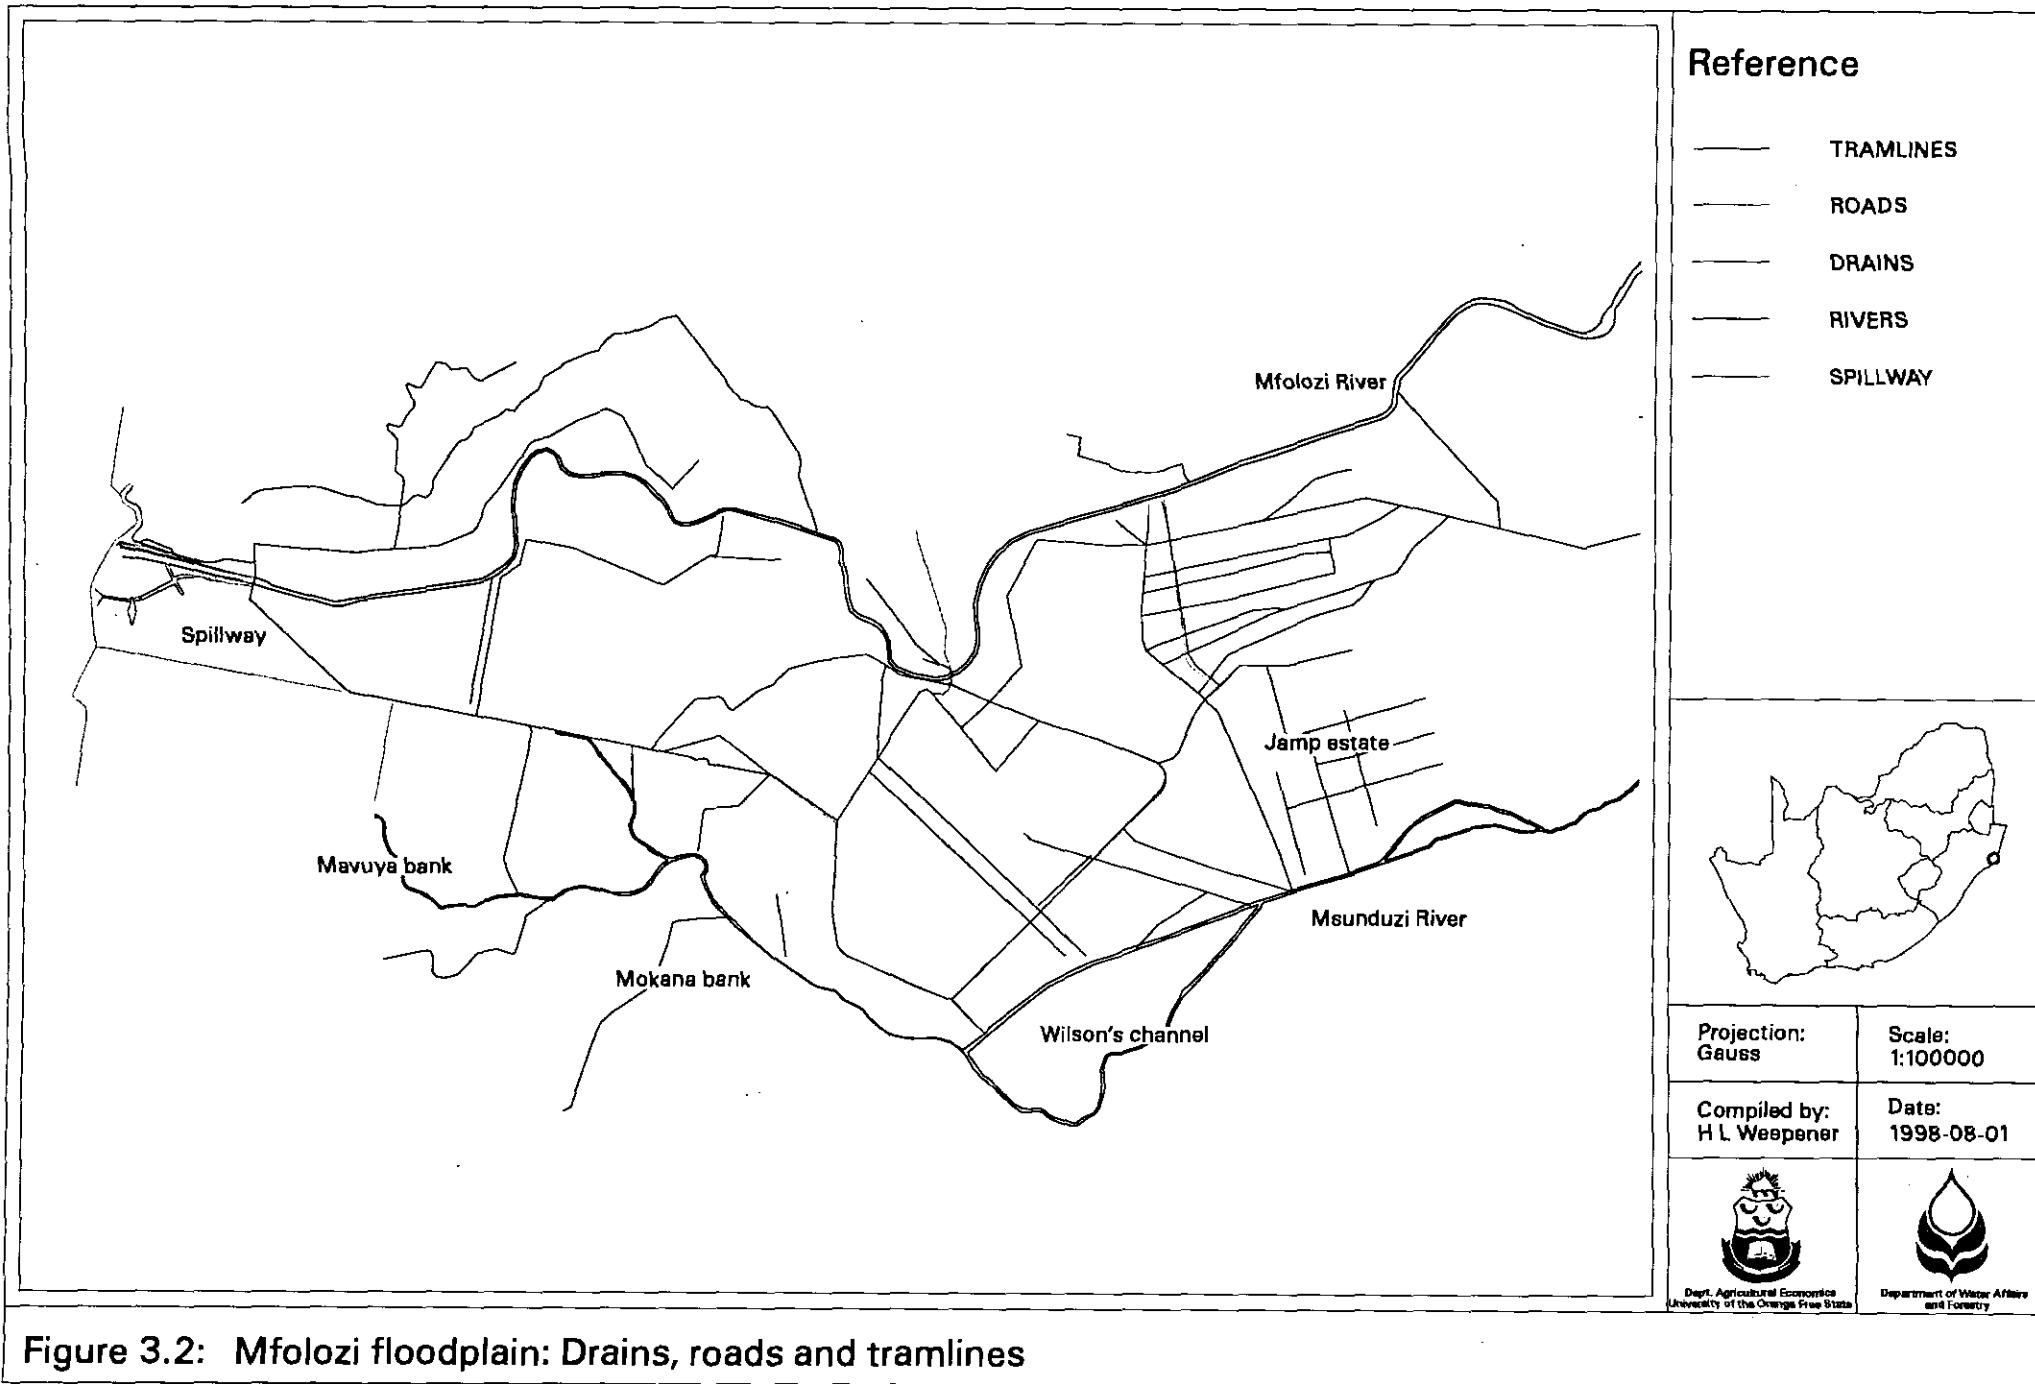 Reference
TRAMLINES
ROADS
DRAINS
RIVERS
SPILLWAY
Mfolozi River
Spillway
Jamp estate
Mavuya bank
Msunduzi River
Mokana bank
Wilson's channel
Projection:
Gauss
Scale:
1:100000
Compiled by:
H L Weepener
Date:
1998-08-01
Dept. Agricultural Economics
University of the Orange Free State
Department of Water Affairs
and Forestry
Figure 3.2: Mfolozi floodplain: Drains, roads and tramlines